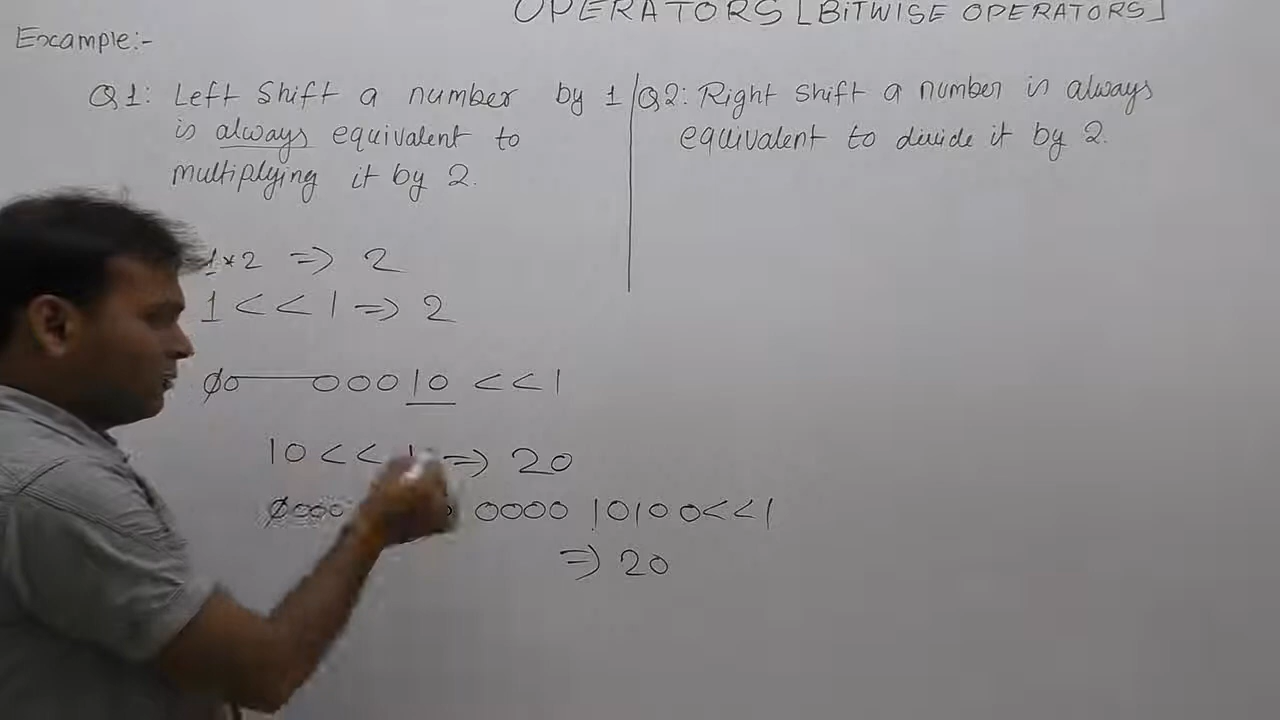 OPERATORS [BITWISE OPERATORS]
Example:-
Q1: Left Shift a number by 1
is always equivalent to
multiplying it by 2.
Q2: Right Shift a number is always
equivalent to divide it by 2.
1*2 => 2
1 << 1 => 2
00 00010 <<1
10 << 1 => 20
0000 0000 10100<<1
=> 20